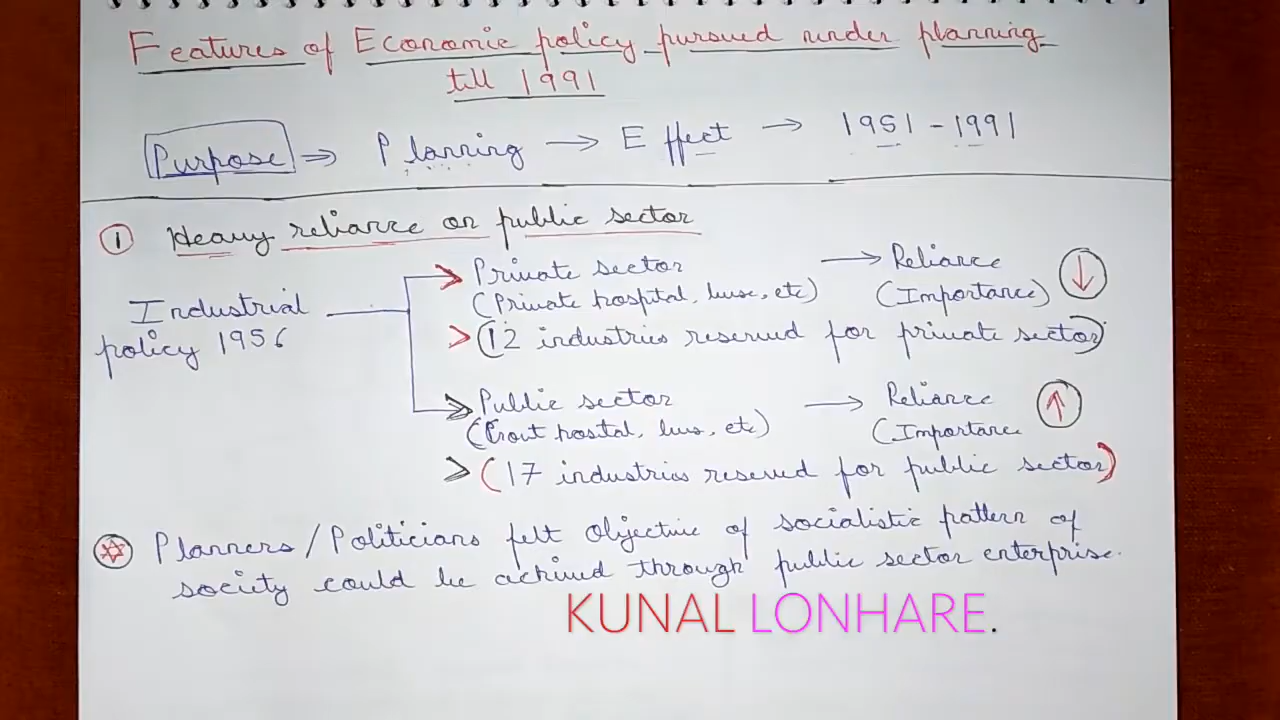 Features of Economic policy pursued under planning
till 1991
Purpose ⇒ Planning → Effect → 1951 - 1991
① Heavy reliance on public sector
Industrial
policy 1956
> Private sector → Reliance ↓
(Private hospital, buse, etc) (Importance)
> (12 industries reserved for private sector)
> Public sector → Reliance ↑
(Govt hosital, bus, etc) (Importance
> (17 industries reserved for public sector)
Planners/Politicians felt objective of socialistic pattern of
society could be achived through public sector enterprise.
KUNAL LONHARE.